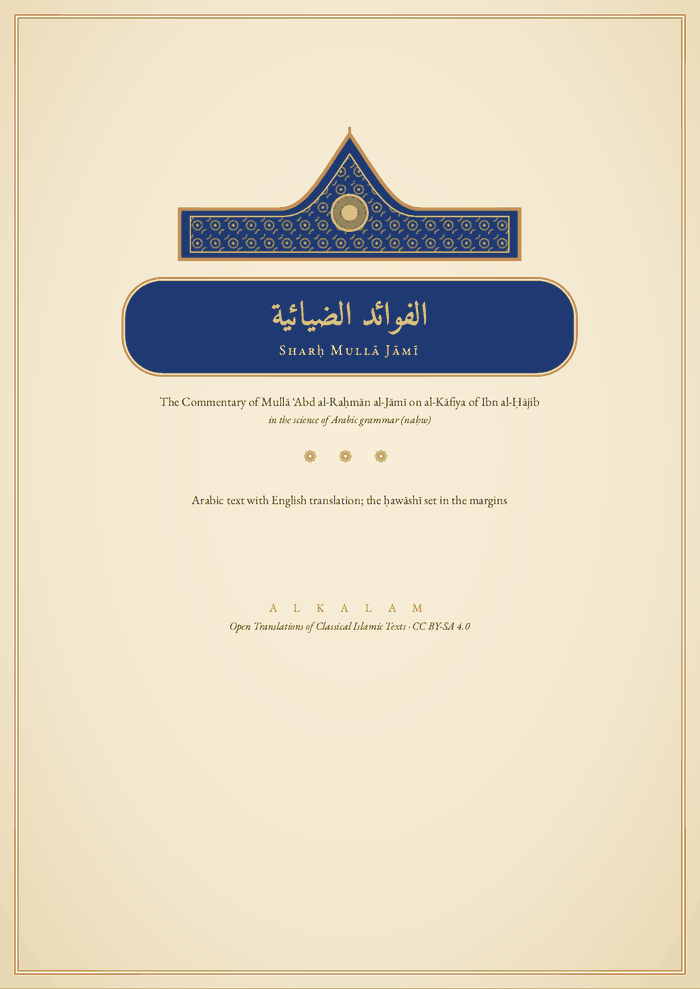 الفوائد الضيائية
Sharḥ Mullā Jāmī
The Commentary of Mullā ʿAbd al-Raḥmān al-Jāmī on al-Kāfiya of Ibn al-Ḥājib
in the science of Arabic grammar (naḥw)
Arabic text with English translation; the ḥawāshī set in the margins
ALKALAM
Open Translations of Classical Islamic Texts · CC BY-SA 4.0